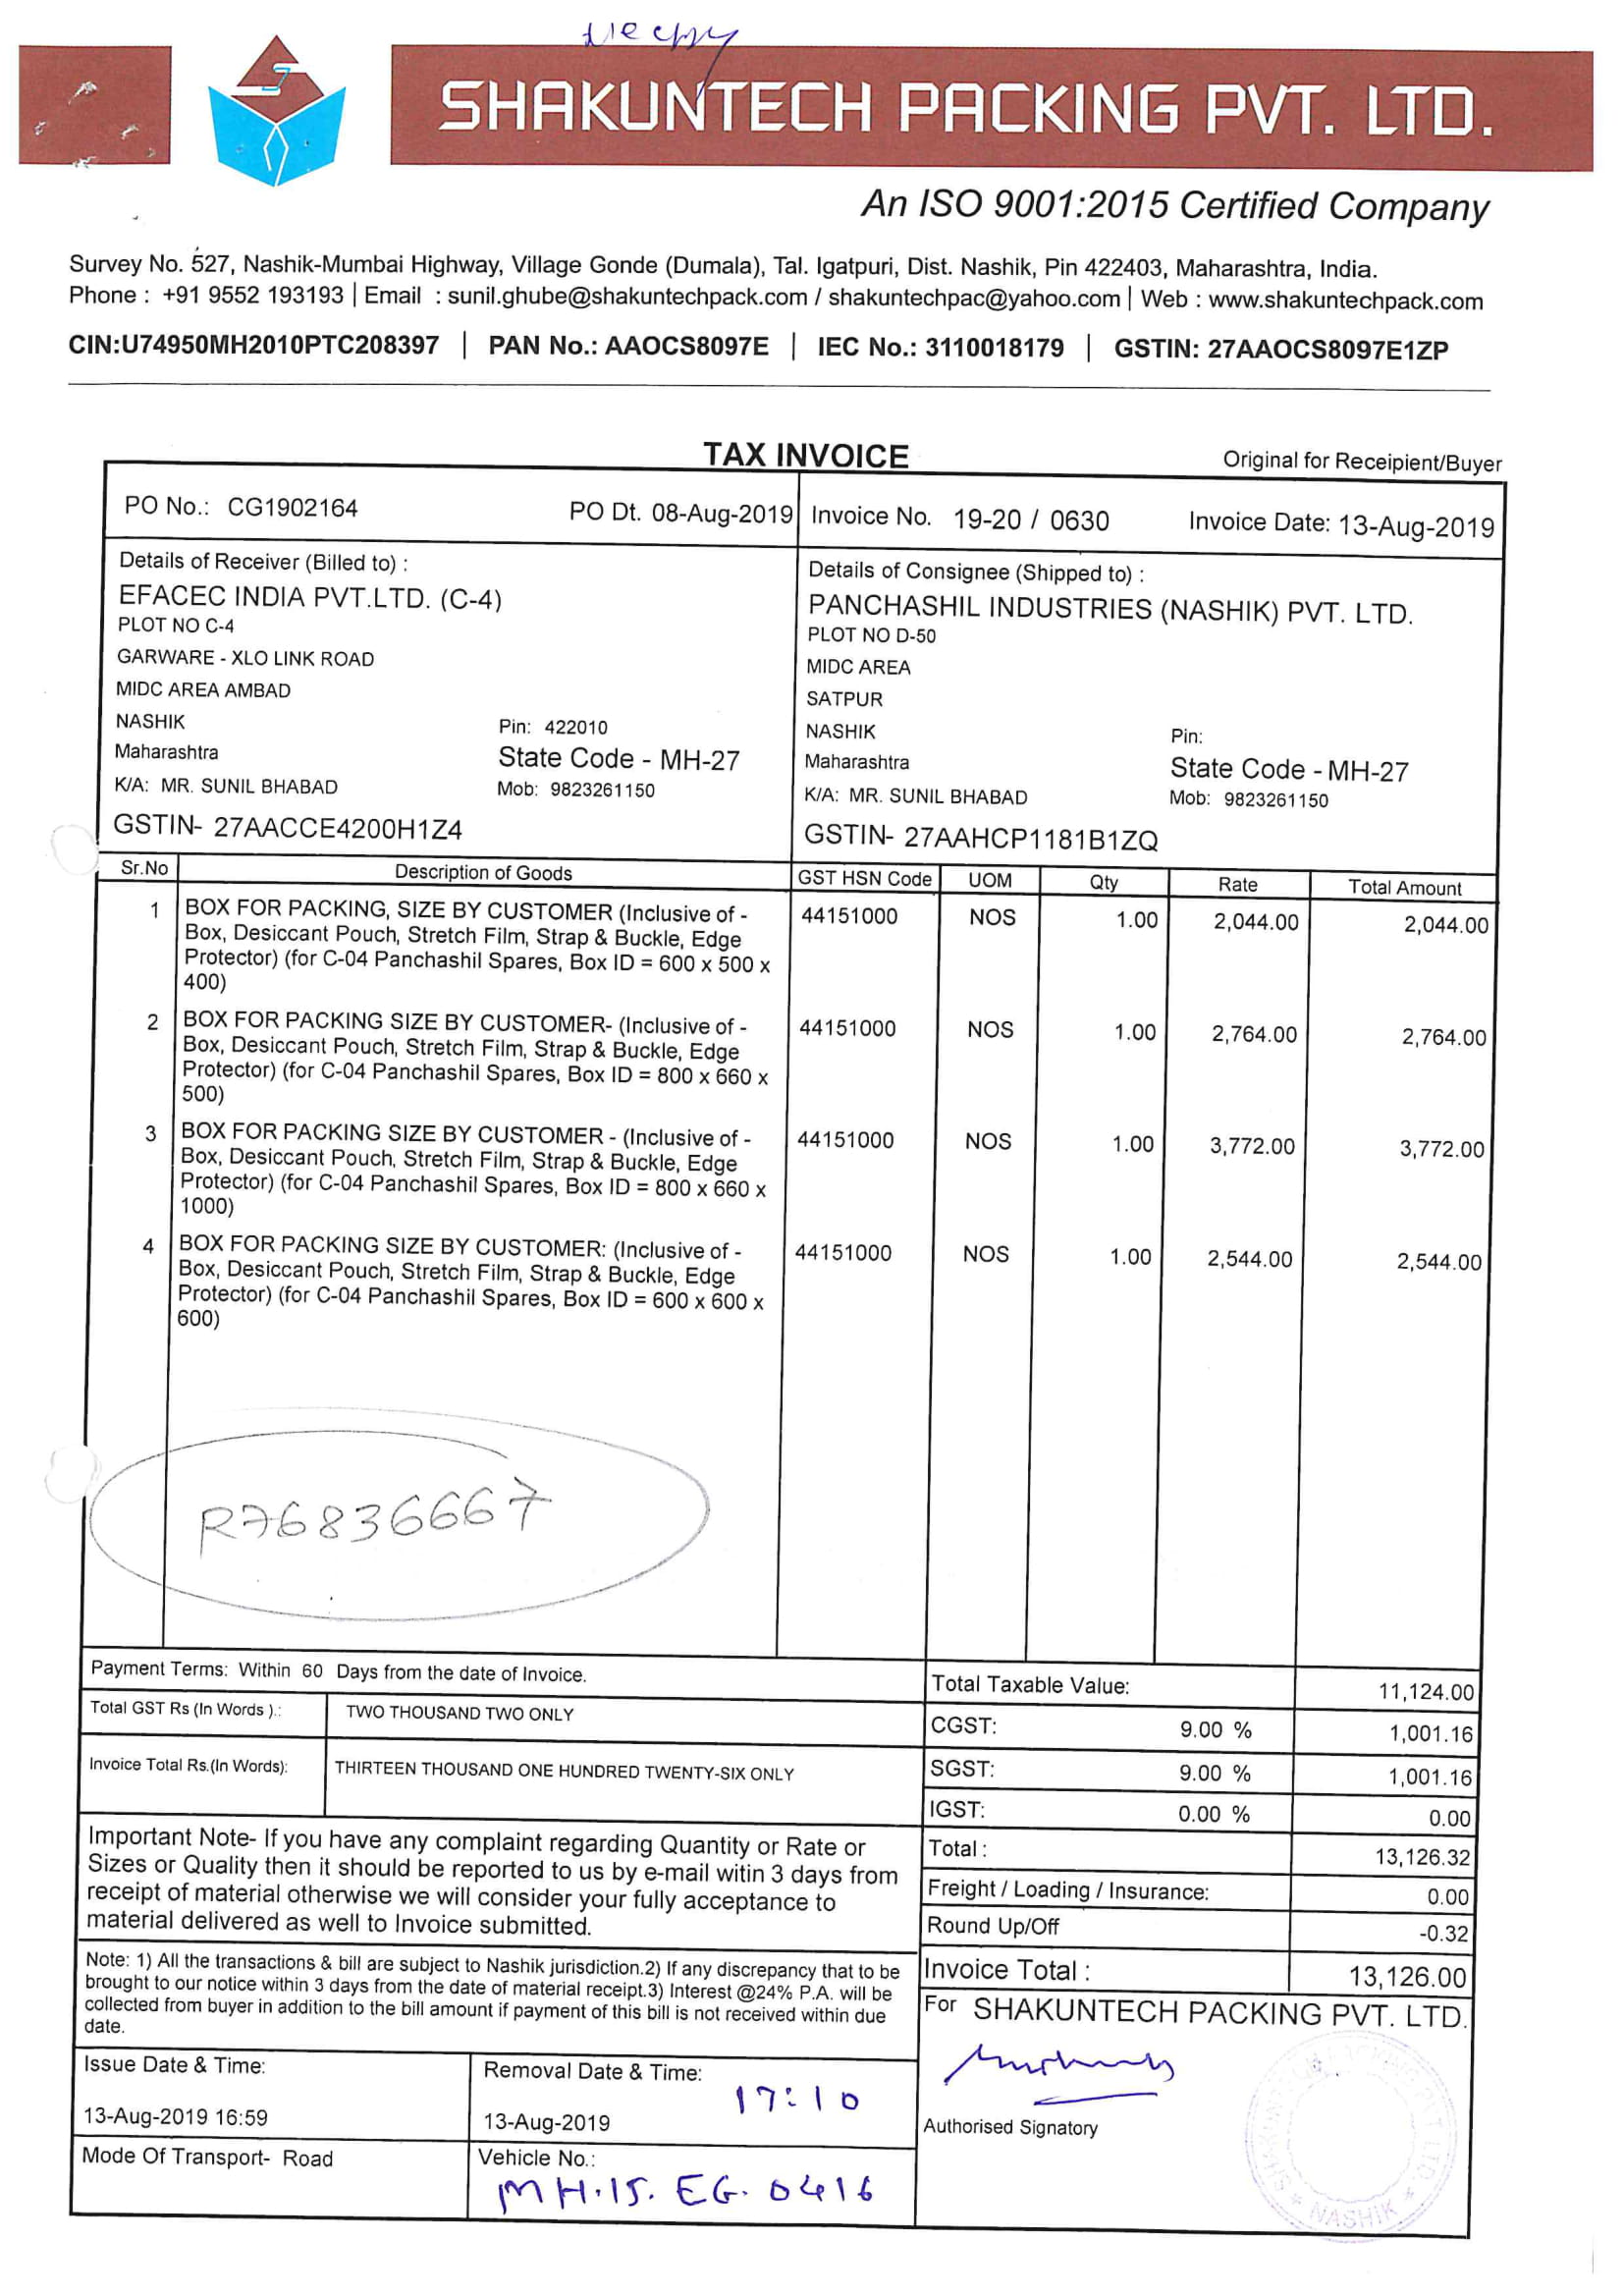 SHAKUNTECH PACKING PVT. LTD.
An ISO 9001:2015 Certified Company
Survey No. 527, Nashik-Mumbai Highway, Village Gonde (Dumala), Tal. Igatpuri, Dist. Nashik, Pin 422403, Maharashtra, India.
Phone : +91 9552 193193 | Email : sunil.ghube@shakuntechpack.com / shakuntechpac@yahoo.com | Web : www.shakuntechpack.com
CIN:U74950MH2010PTC208397 | PAN No.: AAOCS8097E | IEC No.: 3110018179 | GSTIN: 27AAOCS8097E1ZP
TAX INVOICE Original for Receipient/Buyer
PO No.: CG1902164 PO Dt. 08-Aug-2019 Invoice No. 19-20 / 0630 Invoice Date: 13-Aug-2019
Details of Receiver (Billed to) :
EFACEC INDIA PVT.LTD. (C-4)
PLOT NO C-4
GARWARE - XLO LINK ROAD
MIDC AREA AMBAD
NASHIK Pin: 422010
Maharashtra State Code - MH-27
K/A: MR. SUNIL BHABAD Mob: 9823261150
GSTIN- 27AACCE4200H1Z4
Details of Consignee (Shipped to) :
PANCHASHIL INDUSTRIES (NASHIK) PVT. LTD.
PLOT NO D-50
MIDC AREA
SATPUR
NASHIK Pin:
Maharashtra State Code - MH-27
K/A: MR. SUNIL BHABAD Mob: 9823261150
GSTIN- 27AAHCP1181B1ZQ
Sr.No Description of Goods GST HSN Code UOM Qty Rate Total Amount
1 BOX FOR PACKING, SIZE BY CUSTOMER (Inclusive of - 44151000 NOS 1.00 2,044.00 2,044.00
Box, Desiccant Pouch, Stretch Film, Strap & Buckle, Edge
Protector) (for C-04 Panchashil Spares, Box ID = 600 x 500 x
400)
2 BOX FOR PACKING SIZE BY CUSTOMER- (Inclusive of - 44151000 NOS 1.00 2,764.00 2,764.00
Box, Desiccant Pouch, Stretch Film, Strap & Buckle, Edge
Protector) (for C-04 Panchashil Spares, Box ID = 800 x 660 x
500)
3 BOX FOR PACKING SIZE BY CUSTOMER - (Inclusive of - 44151000 NOS 1.00 3,772.00 3,772.00
Box, Desiccant Pouch, Stretch Film, Strap & Buckle, Edge
Protector) (for C-04 Panchashil Spares, Box ID = 800 x 660 x
1000)
4 BOX FOR PACKING SIZE BY CUSTOMER: (Inclusive of - 44151000 NOS 1.00 2,544.00 2,544.00
Box, Desiccant Pouch, Stretch Film, Strap & Buckle, Edge
Protector) (for C-04 Panchashil Spares, Box ID = 600 x 600 x
600)
R76836667
Payment Terms: Within 60 Days from the date of Invoice.
Total GST Rs (In Words ).: TWO THOUSAND TWO ONLY
Invoice Total Rs.(In Words): THIRTEEN THOUSAND ONE HUNDRED TWENTY-SIX ONLY
Total Taxable Value: 11,124.00
CGST: 9.00 % 1,001.16
SGST: 9.00 % 1,001.16
IGST: 0.00 % 0.00
Total : 13,126.32
Freight / Loading / Insurance: 0.00
Round Up/Off -0.32
Invoice Total : 13,126.00
Important Note- If you have any complaint regarding Quantity or Rate or
Sizes or Quality then it should be reported to us by e-mail witin 3 days from
receipt of material otherwise we will consider your fully acceptance to
material delivered as well to Invoice submitted.
Note: 1) All the transactions & bill are subject to Nashik jurisdiction.2) If any discrepancy that to be
brought to our notice within 3 days from the date of material receipt.3) Interest @24% P.A. will be
collected from buyer in addition to the bill amount if payment of this bill is not received within due
date.
For SHAKUNTECH PACKING PVT. LTD.
Authorised Signatory
Issue Date & Time:
13-Aug-2019 16:59
Removal Date & Time:
17:10
13-Aug-2019
Mode Of Transport- Road
Vehicle No.:
MH.15. EG. 0416
SHAKUNTECH PACKING PVT. LTD. * NASHIK *